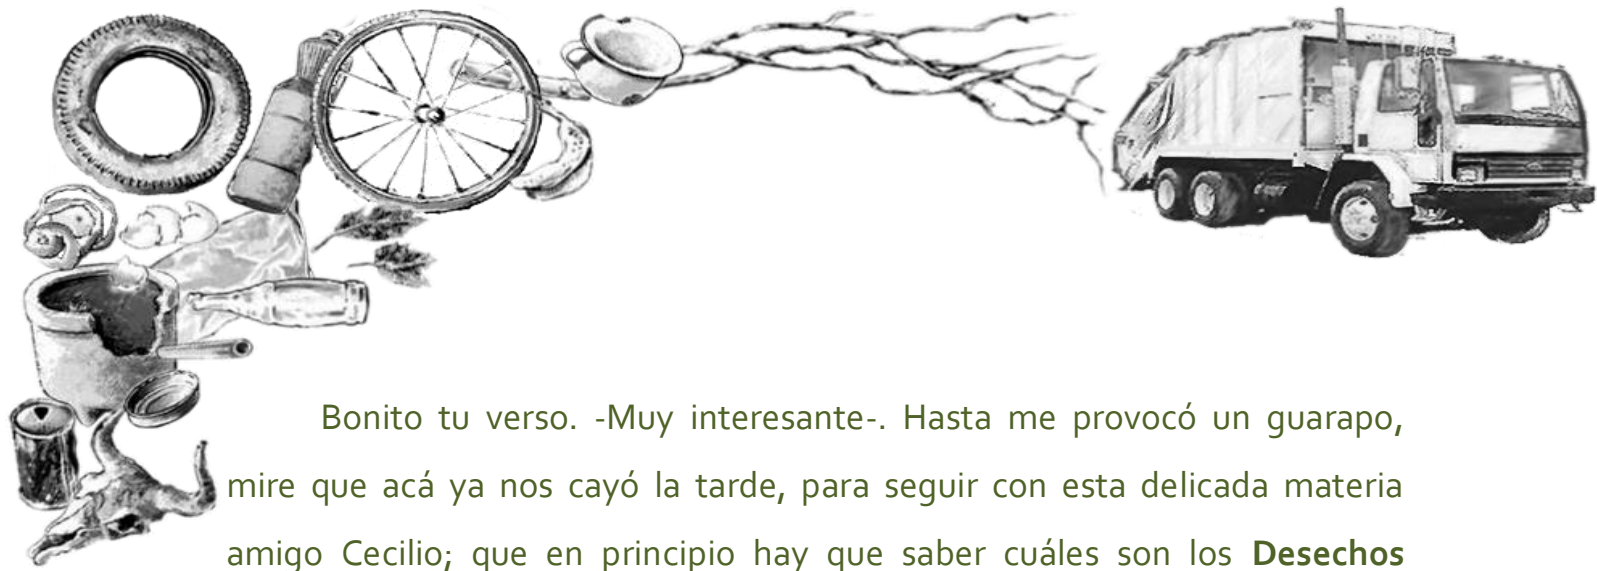 Bonito tu verso. -Muy interesante-. Hasta me provocó un guarapo,
mire que acá ya nos cayó la tarde, para seguir con esta delicada materia
amigo Cecilio; que en principio hay que saber cuáles son los Desechos